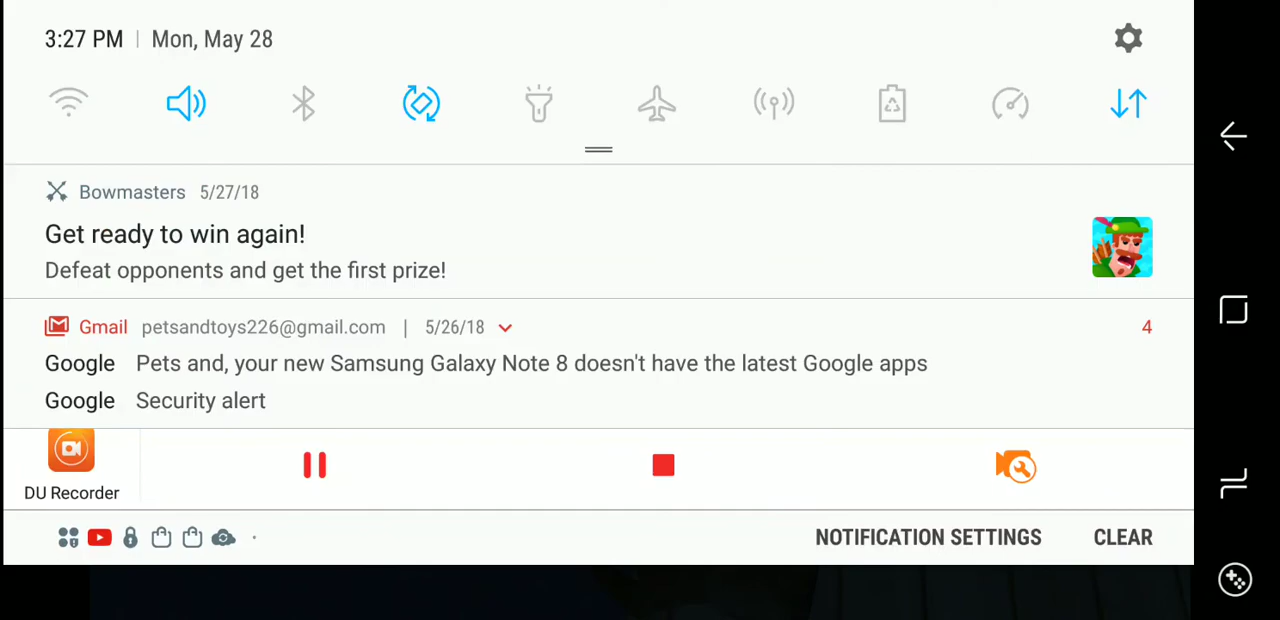 3:27 PM | Mon, May 28
Bowmasters 5/27/18
Get ready to win again!
Defeat opponents and get the first prize!
Gmail petsandtoys226@gmail.com | 5/26/18 4
Google Pets and, your new Samsung Galaxy Note 8 doesn't have the latest Google apps
Google Security alert
DU Recorder
NOTIFICATION SETTINGS CLEAR